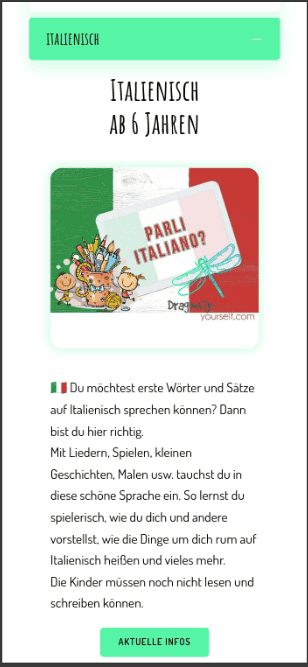 Italienisch
Italienisch
ab 6 Jahren
PARLI
ITALIANO?
Dragonfly
yourself.com
🇮🇹 Du möchtest erste Wörter und Sätze
auf Italienisch sprechen können? Dann
bist du hier richtig.
Mit Liedern, Spielen, kleinen
Geschichten, Malen usw. tauchst du in
diese schöne Sprache ein. So lernst du
spielerisch, wie du dich und andere
vorstellst, wie die Dinge um dich rum auf
Italienisch heißen und vieles mehr.
Die Kinder müssen noch nicht lesen und
schreiben können.
AKTUELLE INFOS